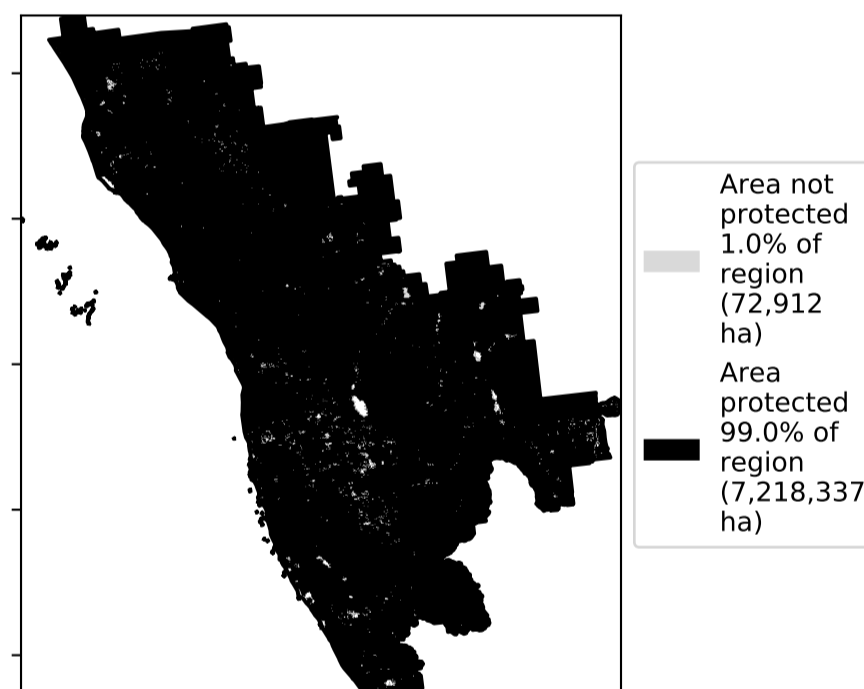 Area not
protected
1.0% of
region
(72,912
ha)
Area
protected
99.0% of
region
(7,218,337
ha)